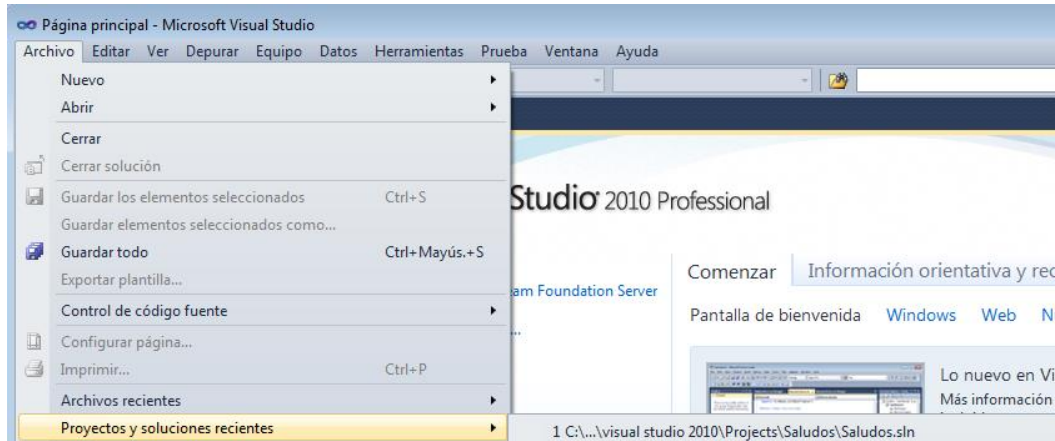 Página principal - Microsoft Visual Studio
Archivo Editar Ver Depurar Equipo Datos Herramientas Prueba Ventana Ayuda
Nuevo
Abrir
Cerrar
Cerrar solución
Guardar los elementos seleccionados Ctrl+S
Guardar elementos seleccionados como...
Guardar todo Ctrl+Mayús.+S
Exportar plantilla...
Control de código fuente
Configurar página...
Imprimir... Ctrl+P
Archivos recientes
Proyectos y soluciones recientes
1 C:\...\visual studio 2010\Projects\Saludos\Saludos.sln
Studio 2010 Professional
am Foundation Server
...
Comenzar Información orientativa y rec
Pantalla de bienvenida Windows Web N
Lo nuevo en Vi
Más información